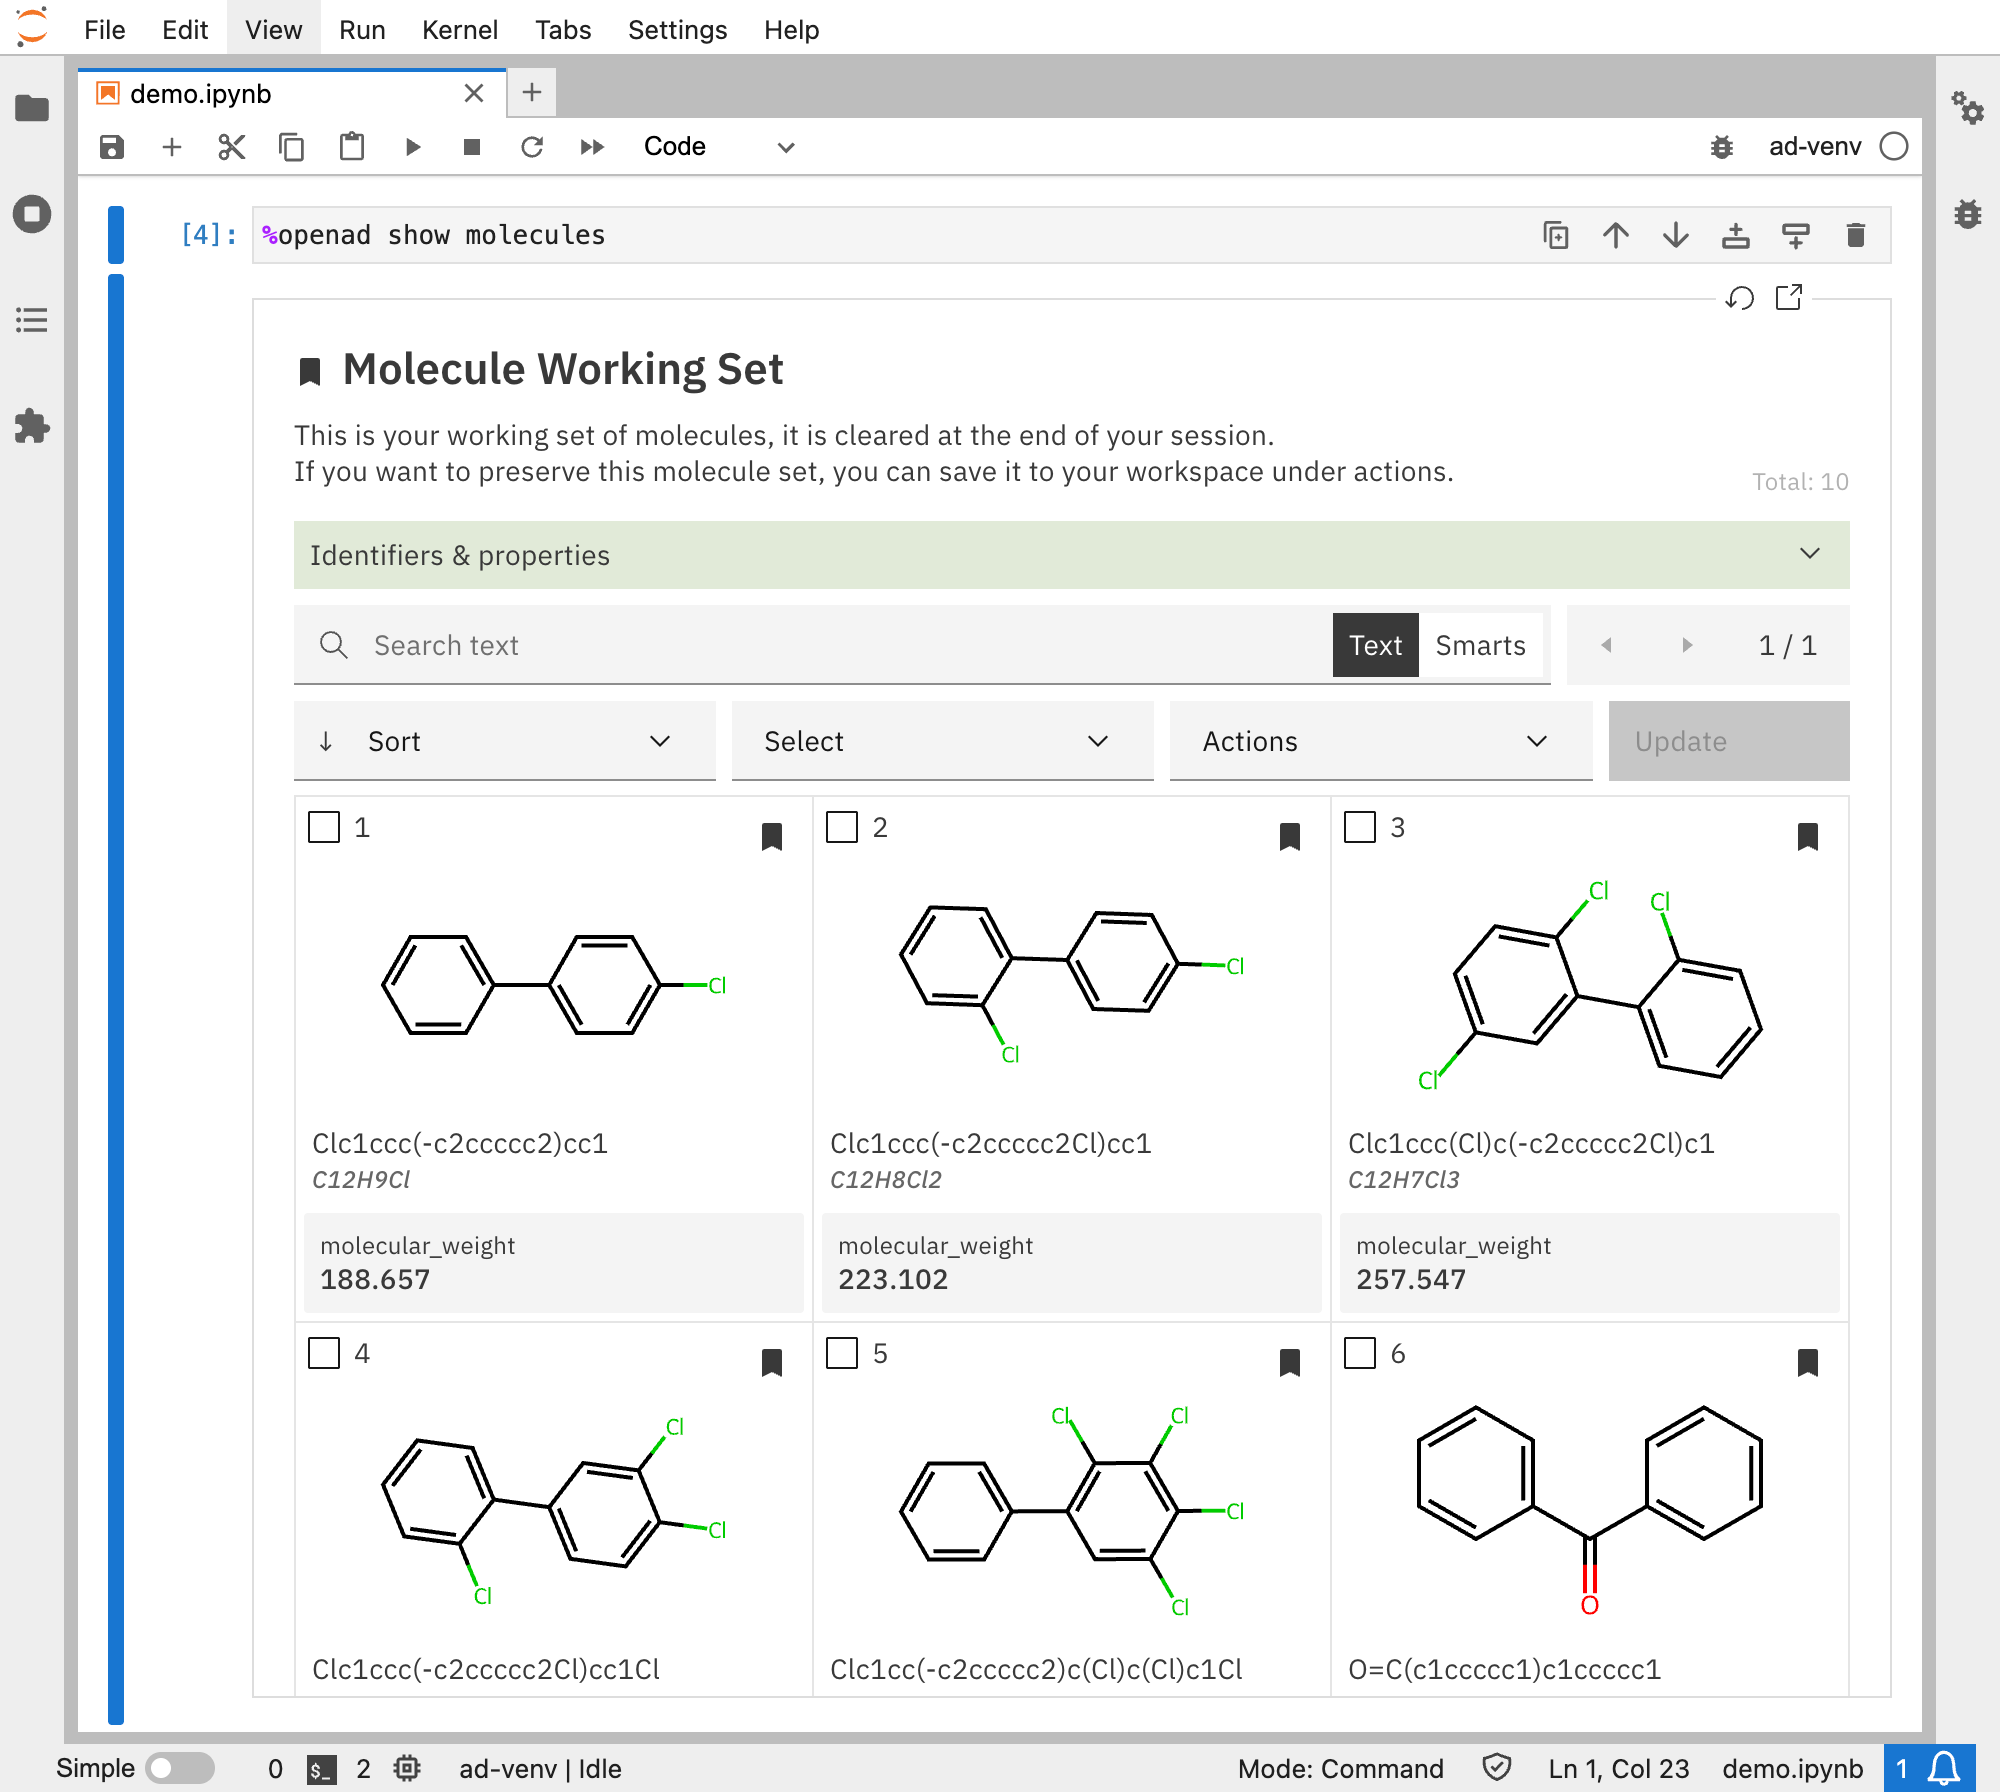 File Edit View Run Kernel Tabs Settings Help
demo.ipynb
Code
ad-venv
[4]: %openad show molecules
Molecule Working Set
This is your working set of molecules, it is cleared at the end of your session.
If you want to preserve this molecule set, you can save it to your workspace under actions.
Total: 10
Identifiers & properties
Search text
Text Smarts
1 / 1
Sort
Select
Actions
Update
1
Cl
Clc1ccc(-c2ccccc2)cc1
C12H9Cl
molecular_weight
188.657
2
Cl
Cl
Clc1ccc(-c2ccccc2Cl)cc1
C12H8Cl2
molecular_weight
223.102
3
Cl
Cl
Cl
Clc1ccc(Cl)c(-c2ccccc2Cl)c1
C12H7Cl3
molecular_weight
257.547
4
Cl
Cl
Cl
Clc1ccc(-c2ccccc2Cl)cc1Cl
5
Cl
Cl
Cl
Cl
Clc1cc(-c2ccccc2)c(Cl)c(Cl)c1Cl
6
O
O=C(c1ccccc1)c1ccccc1
Simple
0 $_ 2
ad-venv | Idle
Mode: Command
Ln 1, Col 23
demo.ipynb
1